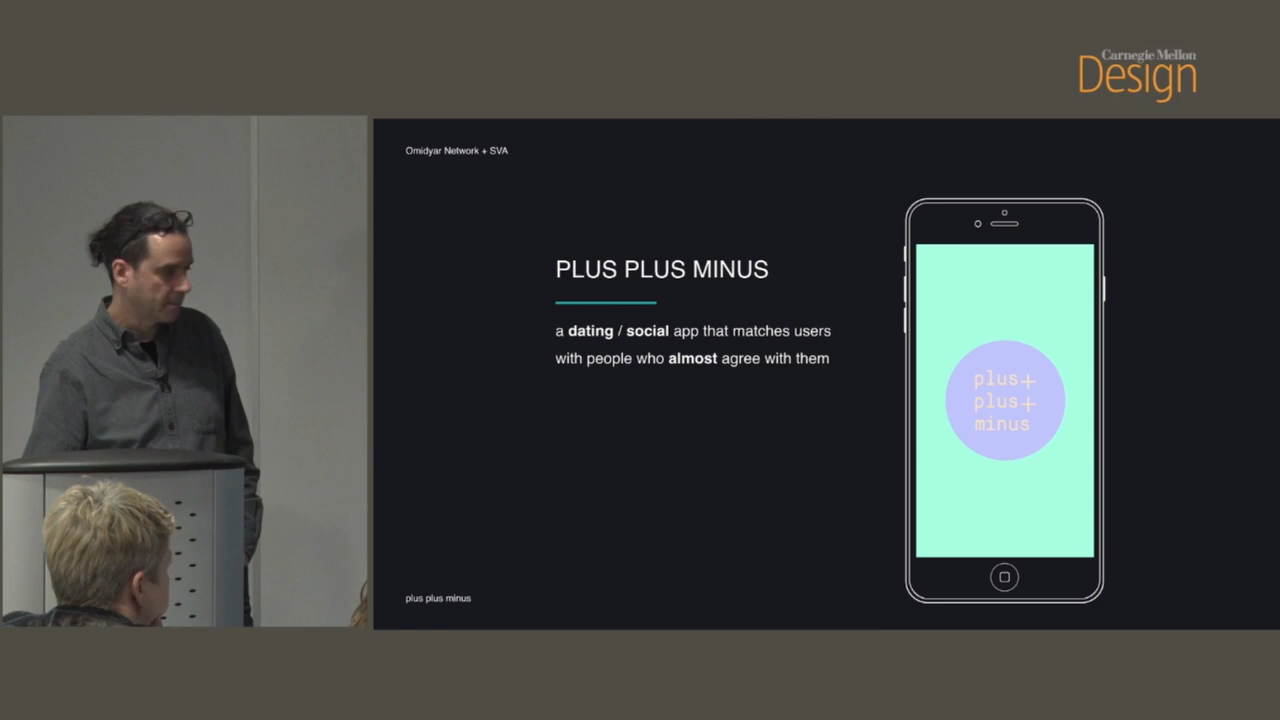 Carnegie Mellon
Design
Omidyar Network + SVA
PLUS PLUS MINUS
a dating / social app that matches users
with people who almost agree with them
plus+
plus+
minus
plus plus minus